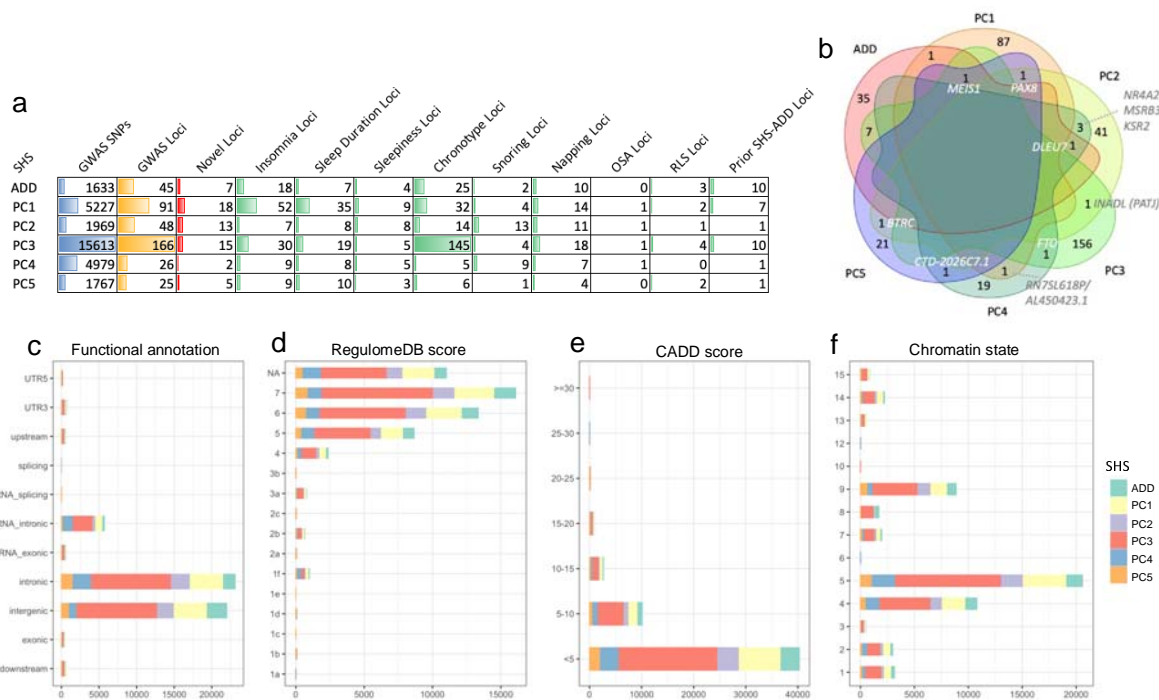 a
SHS
GWAS SNPs
GWAS Loci
Novel Loci
Insomnia Loci
Sleep Duration Loci
Sleepiness Loci
Chronotype Loci
Snoring Loci
Napping Loci
OSA Loci
RLS Loci
Prior SHS-ADD Loci
ADD 1633 45 7 18 7 4 25 2 10 0 3 10
PC1 5227 91 18 52 35 9 32 4 14 1 2 7
PC2 1969 48 13 7 8 8 14 13 11 1 1 1
PC3 15613 166 15 30 19 5 145 4 18 1 4 10
PC4 4979 26 2 9 8 5 5 9 7 1 0 1
PC5 1767 25 5 9 10 3 6 1 4 0 2 1
b
PC1
87
ADD
1
1
1
PC2
MEIS1
PAX8
NR4A2
MSRB3
KSR2
35
7
3
41
DLEU7
1
1
INADL (PATJ)
1
BTRC
21
FTO
156
PC5
CTD-2026C7.1
1
PC3
1
19
1
RN7SL618P/
AL450423.1
PC4
c
Functional annotation
UTR5
UTR3
upstream
splicing
RNA_splicing
RNA_intronic
RNA_exonic
intronic
intergenic
exonic
downstream
0 5000 10000 15000 20000
d
RegulomeDB score
NA
7
6
5
4
3b
3a
2c
2b
2a
1f
1e
1d
1c
1b
1a
0 5000 10000 15000
e
CADD score
>=30
25-30
20-25
15-20
10-15
5-10
<5
0 10000 20000 30000 40000
f
Chromatin state
15
14
13
12
10
9
8
7
6
5
4
3
2
1
0 5000 10000 15000 20000
SHS
ADD
PC1
PC2
PC3
PC4
PC5